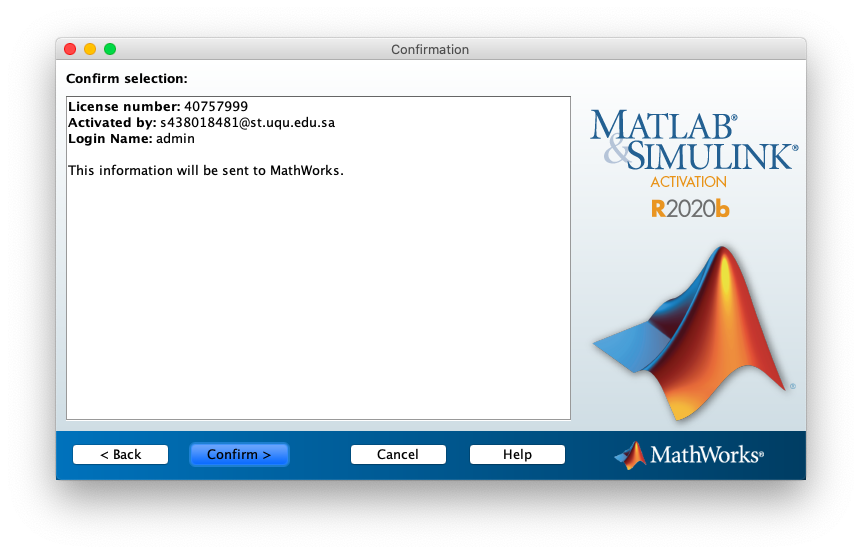 Confirmation
Confirm selection:
License number: 40757999
Activated by: s438018481@st.uqu.edu.sa
Login Name: admin
This information will be sent to MathWorks.
MATLAB®
&SIMULINK®
ACTIVATION
R2020b
®
< Back
Confirm >
Cancel
Help
MathWorks®